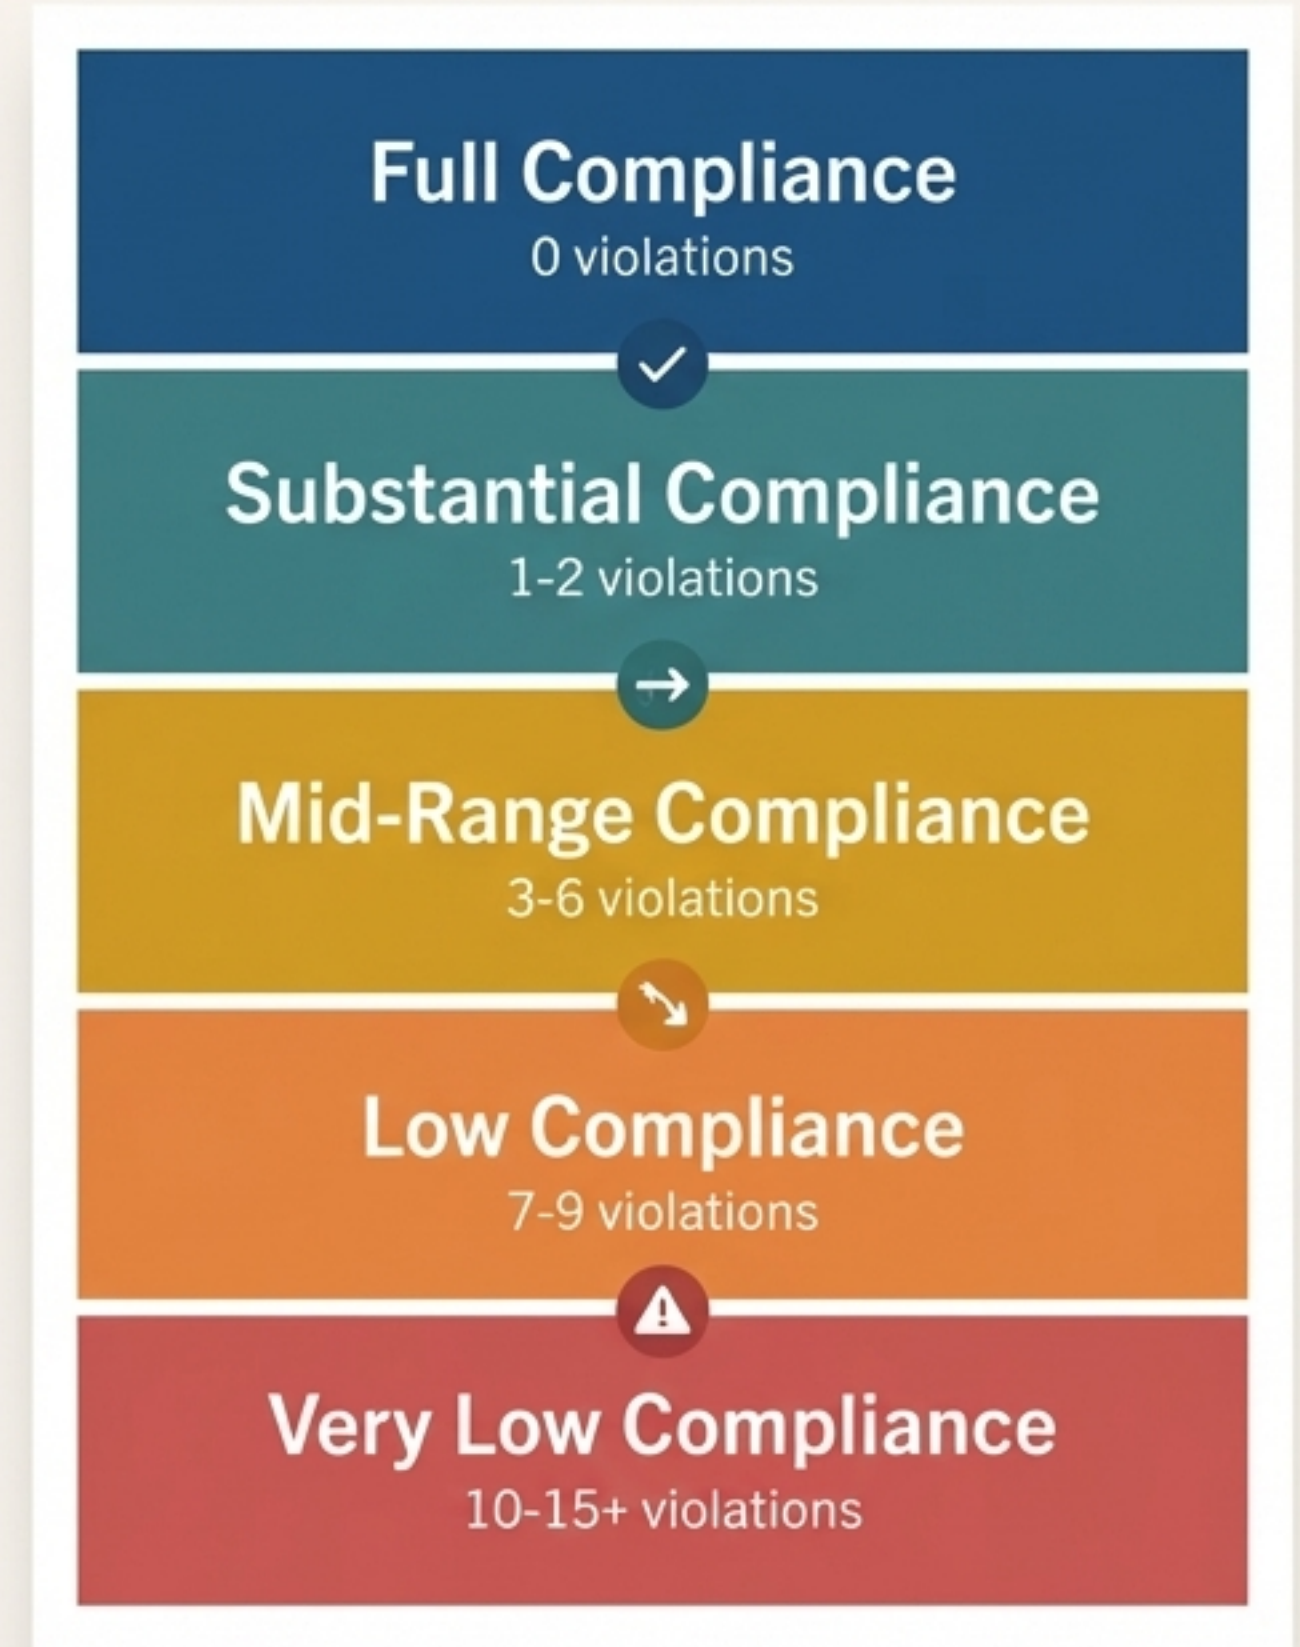 Full Compliance
0 violations
Substantial Compliance
1-2 violations
Mid-Range Compliance
3-6 violations
Low Compliance
7-9 violations
Very Low Compliance
10-15+ violations